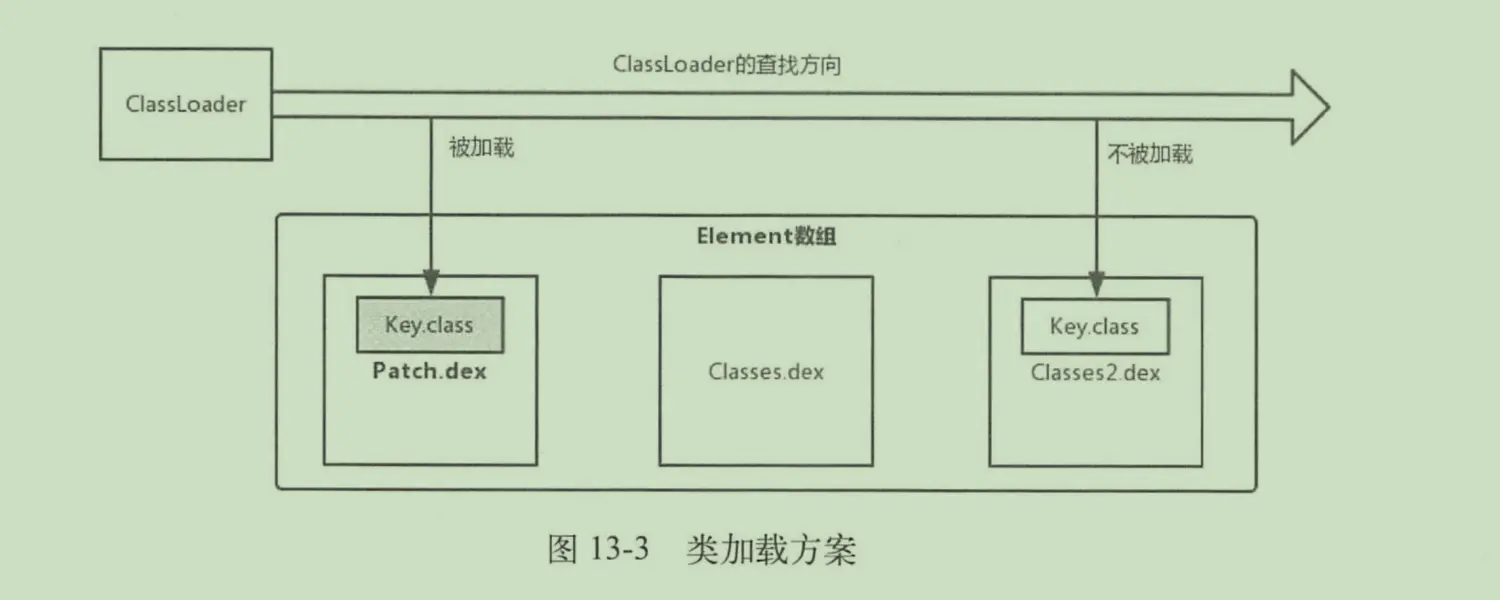 ClassLoader的查找方向
ClassLoader
被加载
不被加载
Element数组
Key.class
Patch.dex
Classes.dex
Key.class
Classes2.dex
图 13-3 类加载方案